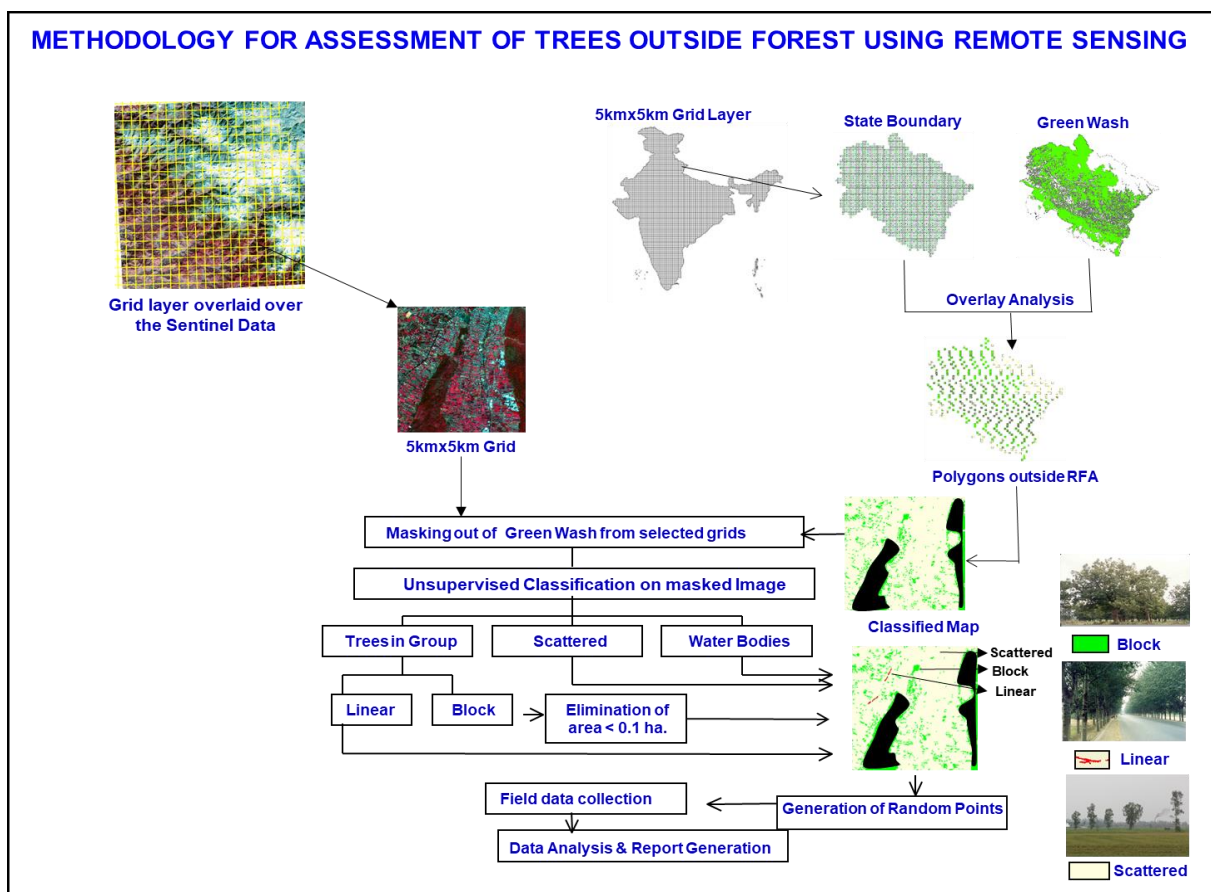 METHODOLOGY FOR ASSESSMENT OF TREES OUTSIDE FOREST USING REMOTE SENSING
5kmx5km Grid Layer
State Boundary
Green Wash
Grid layer overlaid over
the Sentinel Data
Overlay Analysis
5kmx5km Grid
Polygons outside RFA
Masking out of Green Wash from selected grids
Unsupervised Classification on masked Image
Classified Map
Trees in Group
Scattered
Water Bodies
Scattered
Block
Linear
Block
Linear
Block
Elimination of
area < 0.1 ha.
Linear
Field data collection
Generation of Random Points
Data Analysis & Report Generation
Scattered